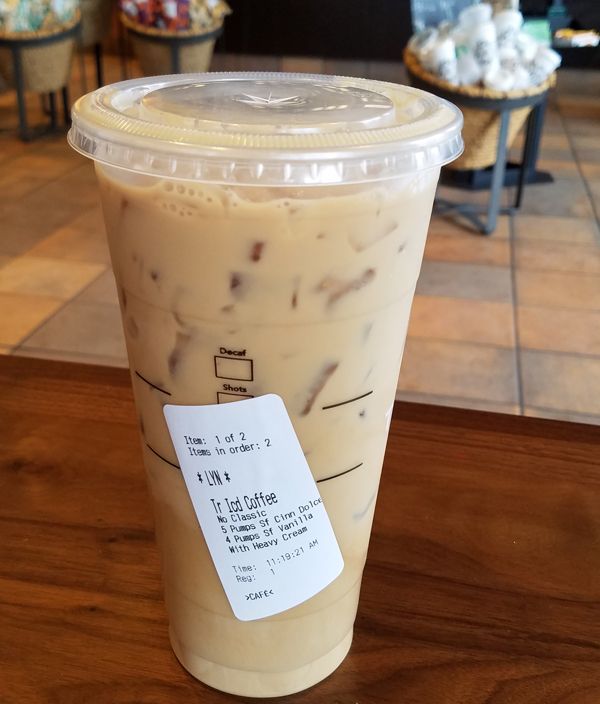 Decaf
Shots
Item: 1 of 2
Items in order: 2
* LYN *
Tr Icd Coffee
No Classic
5 Pumps Sf Cinn Dolce
4 Pumps Sf Vanilla
With Heavy Cream
Time: 11:19:21 AM
Reg: 1
>CAFE<